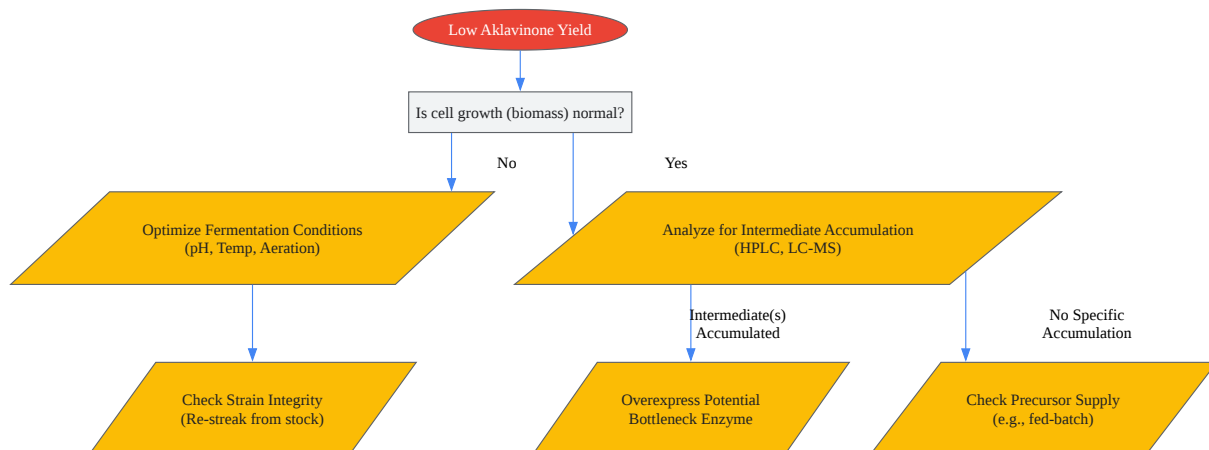 Low Aklavinone Yield
Is cell growth (biomass) normal?
No
Yes
Optimize Fermentation Conditions
(pH, Temp, Aeration)
Analyze for Intermediate Accumulation
(HPLC, LC-MS)
Intermediate(s)
Accumulated
No Specific
Accumulation
Check Strain Integrity
(Re-streak from stock)
Overexpress Potential
Bottleneck Enzyme
Check Precursor Supply
(e.g., fed-batch)